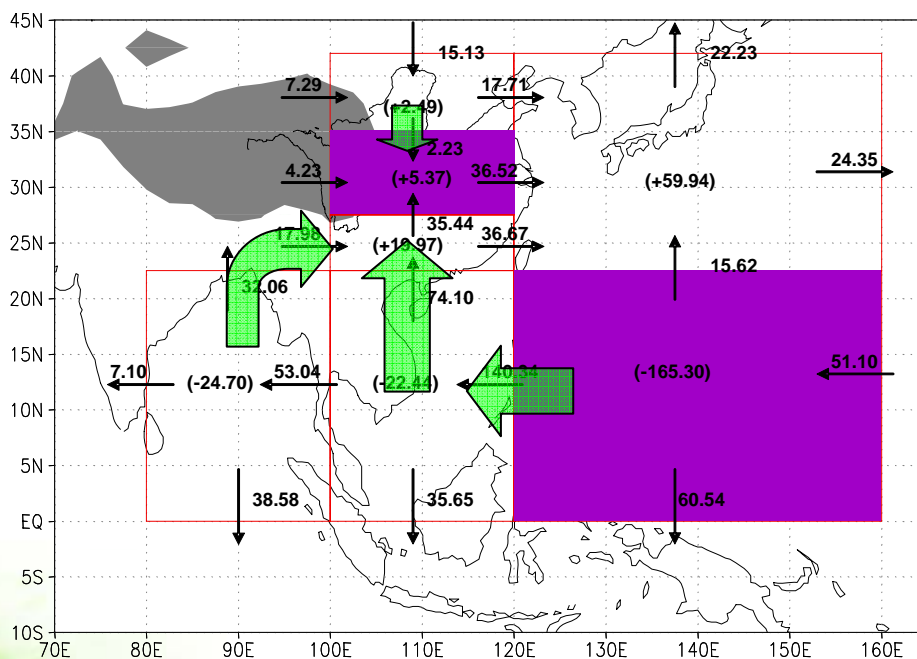 45N
15.13
22.23
40N
7.29
17.71
(+2.49)
35N
2.23
4.23
36.52
24.35
30N
(+5.37)
(+59.94)
35.44
17.98
36.67
25N
(+19.97)
15.62
32.06
74.10
20N
15N
7.10
53.04
51.10
(-24.70)
(-22.44)
(-165.30)
10N
5N
38.58
35.65
60.54
EQ
5S
10S
70E 80E 90E 100E 110E 120E 130E 140E 150E 160E